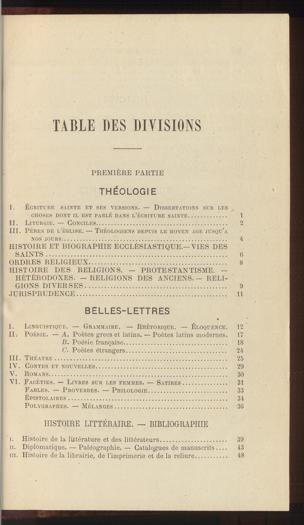 TABLE DES DIVISIONS
PREMIÈRE PARTIE
THÉOLOGIE
I. Écriture sainte et ses versions. — Dissertations sur les
choses dont il est parlé dans l'écriture sainte............ 1
II. Liturgie. — Conciles........................ 2
III. Pères de l'église. — Théologiens depuis le moyen age jusqu'a
nos jours........................ 4
HISTOIRE ET BIOGRAPHIE ECCLÉSIASTIQUE. — VIES DES
SAINTS........................ 6
ORDRES RELIGIEUX........................ 8
HISTOIRE DES RELIGIONS. — PROTESTANTISME. —
HÉTÉRODOXES. — RELIGIONS DES ANCIENS. — RELI-
GIONS DIVERSES........................ 9
JURISPRUDENCE........................ 11
BELLES-LETTRES
I. Linguistique. — Grammaire. — Rhétorique. — Éloquence. 12
II. Poésie. — A. Poètes grecs et latins. — Poètes latins modernes. 17
B. Poésie française........................ 18
C. Poètes étrangers........................ 24
III. Théatre........................ 25
IV. Contes et nouvelles........................ 29
V. Romans........................ 30
VI. Facéties. — Livres sur les femmes. — Satires............ 31
Fables. — Proverbes. — Philologie........................ 33
Épistolaires........................ 34
Polygraphes. — Mélanges........................ 36
HISTOIRE LITTÉRAIRE. — BIBLIOGRAPHIE
I. Histoire de la littérature et des littérateurs............ 39
II. Diplomatique. — Paléographie. — Catalogues de manuscrits.... 43
III. Histoire de la librairie, de l'imprimerie et de la reliure............ 48